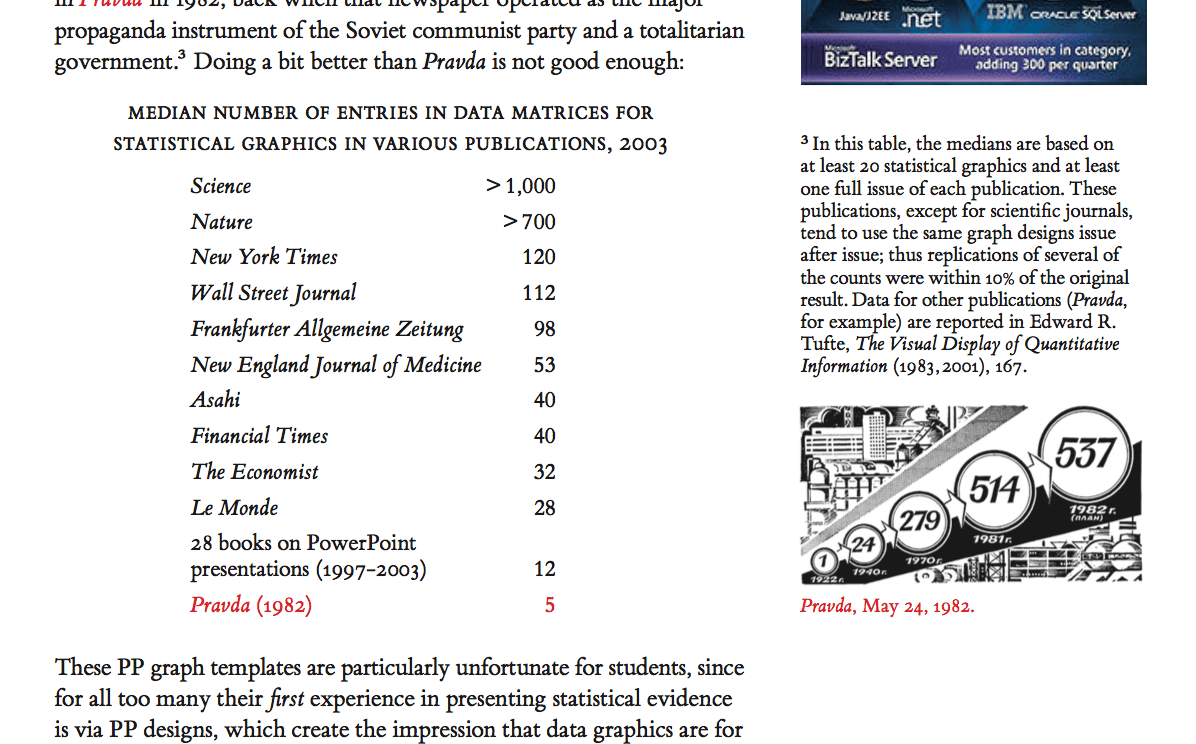 in Pravda in 1982, back when that newspaper operated as the major
propaganda instrument of the Soviet communist party and a totalitarian
government.³ Doing a bit better than Pravda is not good enough:
MEDIAN NUMBER OF ENTRIES IN DATA MATRICES FOR
STATISTICAL GRAPHICS IN VARIOUS PUBLICATIONS, 2003
Science > 1,000
Nature > 700
New York Times 120
Wall Street Journal 112
Frankfurter Allgemeine Zeitung 98
New England Journal of Medicine 53
Asahi 40
Financial Times 40
The Economist 32
Le Monde 28
28 books on PowerPoint
presentations (1997–2003) 12
Pravda (1982) 5
These PP graph templates are particularly unfortunate for students, since
for all too many their first experience in presenting statistical evidence
is via PP designs, which create the impression that data graphics are for
Java/J2EE Microsoft .net IBM ORACLE SQL Server
Microsoft
BizTalk Server
Most customers in category,
adding 300 per quarter
³ In this table, the medians are based on
at least 20 statistical graphics and at least
one full issue of each publication. These
publications, except for scientific journals,
tend to use the same graph designs issue
after issue; thus replications of several of
the counts were within 10% of the original
result. Data for other publications (Pravda,
for example) are reported in Edward R.
Tufte, The Visual Display of Quantitative
Information (1983, 2001), 167.
1
1922г.
24
1940г.
279
1970г.
514
1981г.
537
1982г.
(ПЛАН)
Pravda, May 24, 1982.